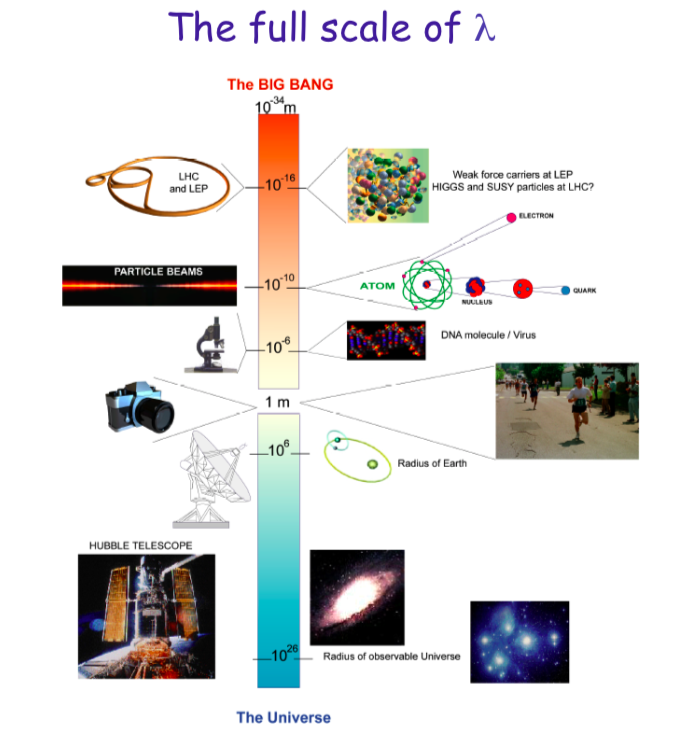 The full scale of λ
The BIG BANG
10⁻³⁴m
LHC
and LEP
10⁻¹⁶
Weak force carriers at LEP
HIGGS and SUSY particles at LHC?
ELECTRON
PARTICLE BEAMS
10⁻¹⁰
ATOM
NUCLEUS
QUARK
10⁻⁶
DNA molecule / Virus
1 m
10⁶
Radius of Earth
HUBBLE TELESCOPE
10²⁶
Radius of observable Universe
The Universe